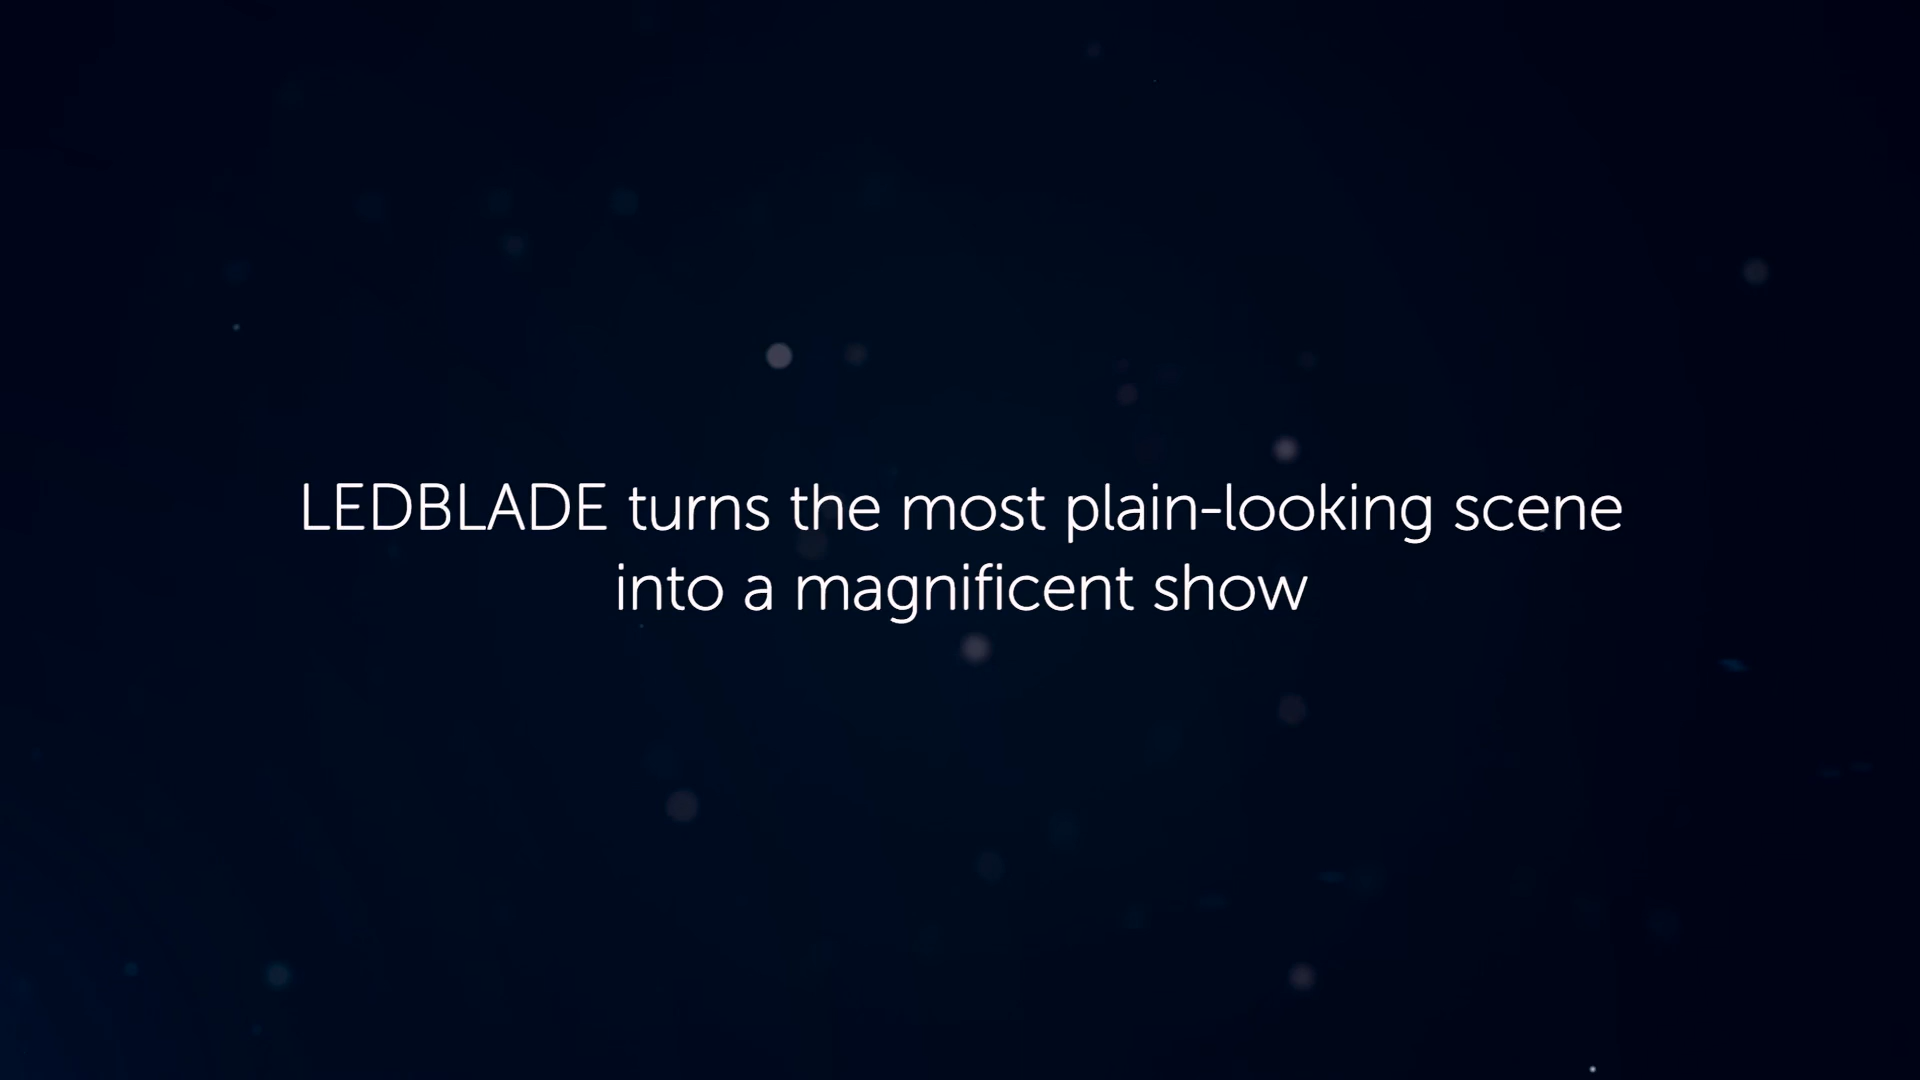 LEDBLADE turns the most plain-looking scene
into a magnificent show